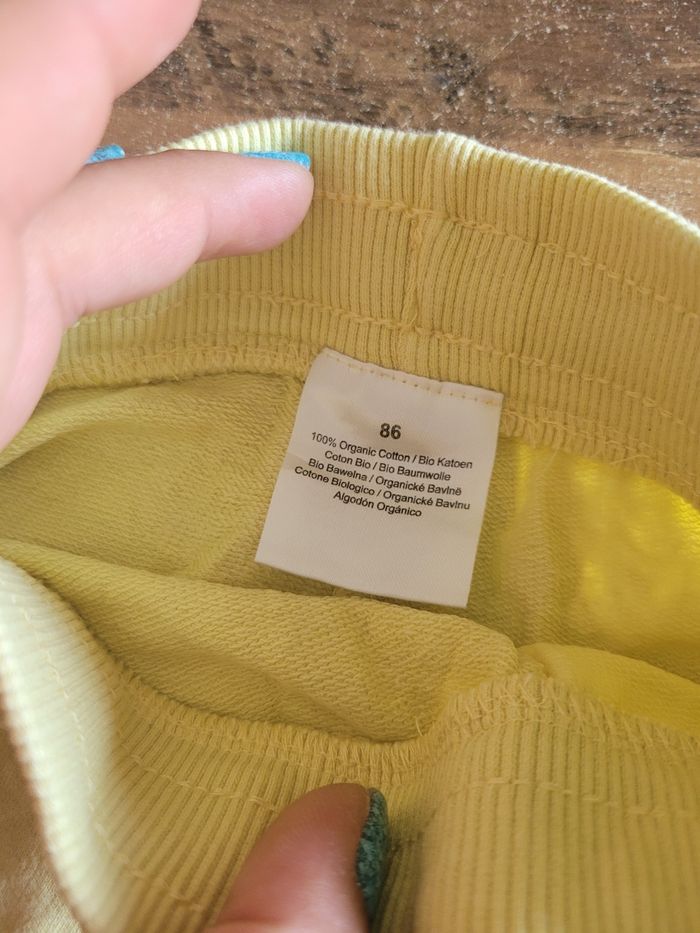 86
100% Organic Cotton / Bio Katoen
Coton Bio / Bio Baumwolle
Bio Bawelna / Organické Bavlně
Cotone Biologico / Organické Bavlnu
Algodón Orgánico